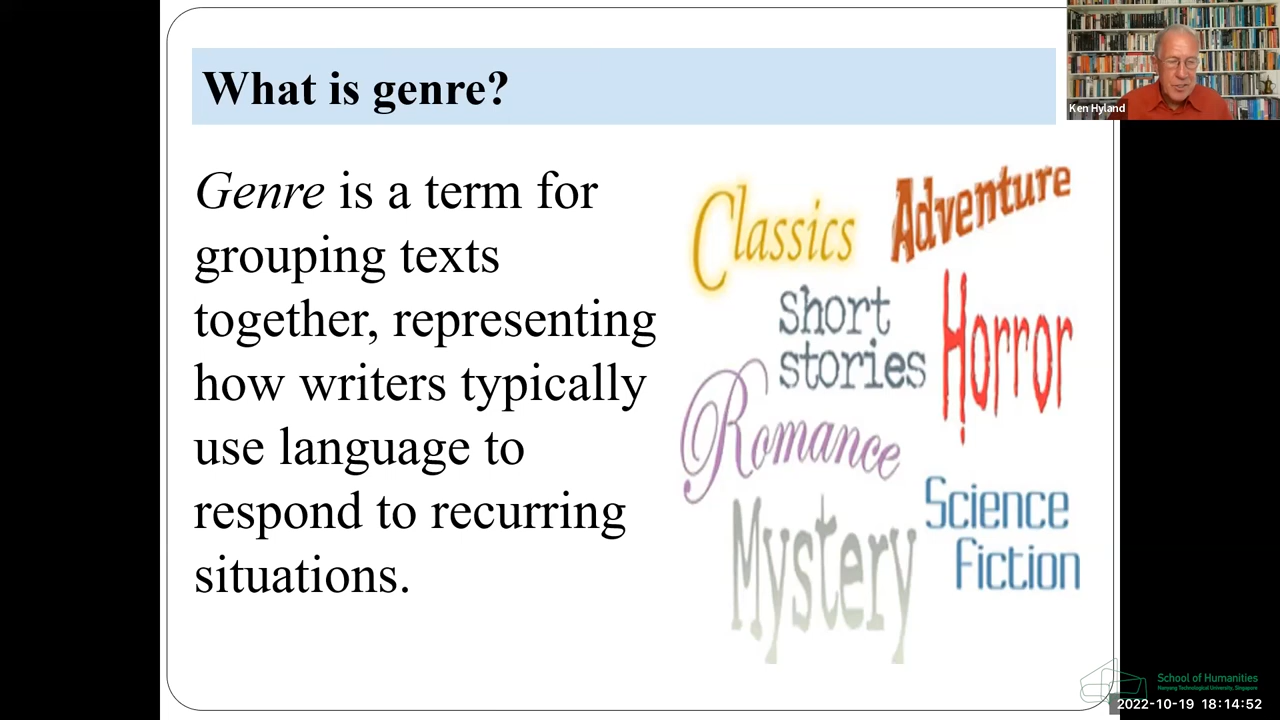 What is genre?
Ken Hyland
Genre is a term for
grouping texts
together, representing
how writers typically
use language to
respond to recurring
situations.
Classics
Adventure
short
stories
Horror
Romance
Science
Fiction
Mystery
School of Humanities
Nanyang Technological University, Singapore
2022-10-19 18:14:52